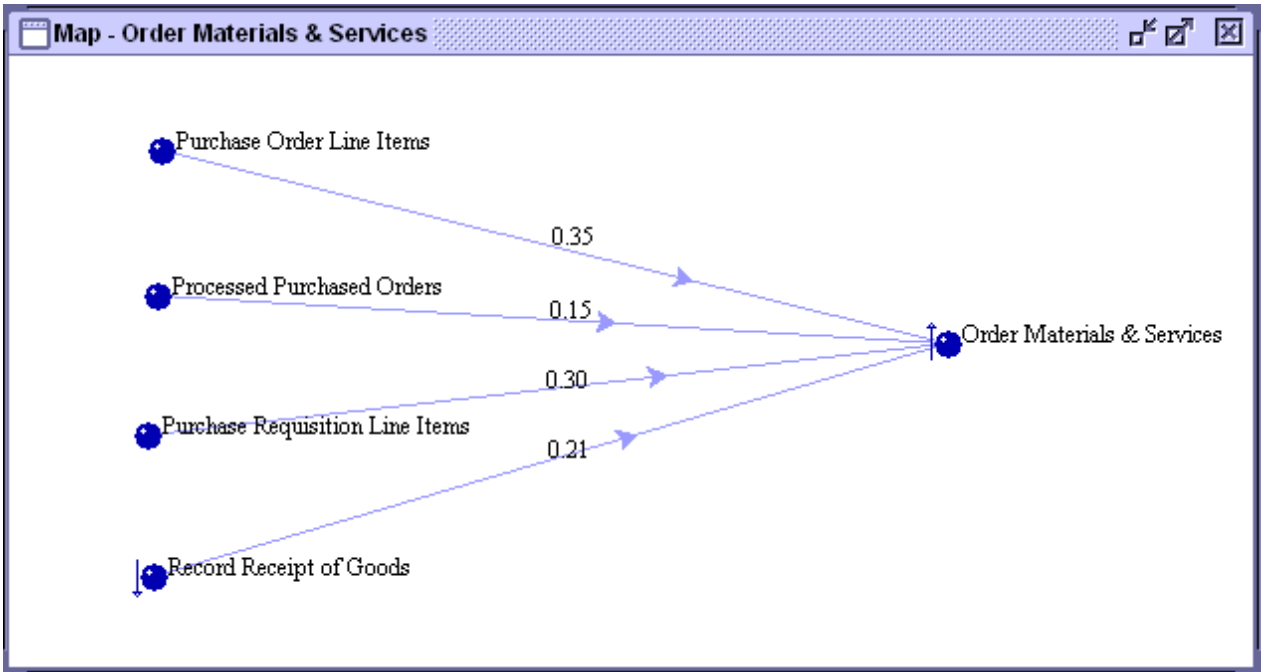 Map - Order Materials & Services
Purchase Order Line Items
0.35
Processed Purchased Orders
0.15
Order Materials & Services
0.30
Purchase Requisition Line Items
0.21
Record Receipt of Goods